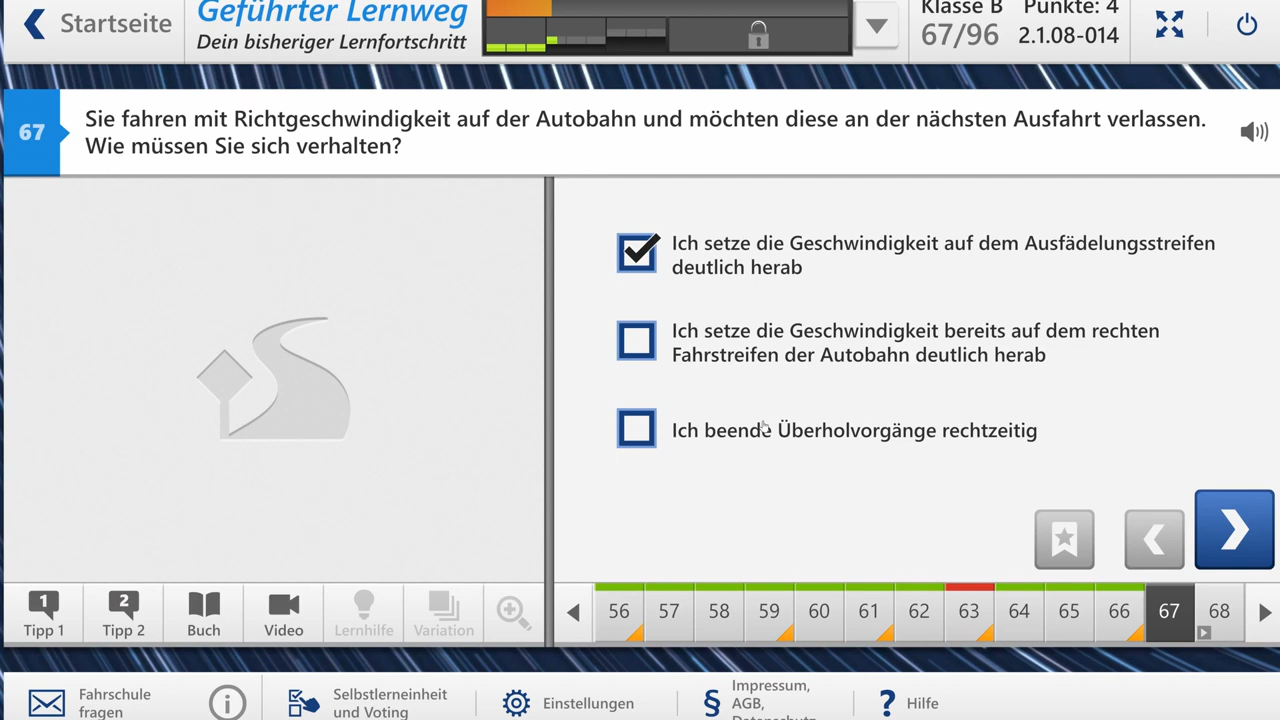 Startseite
Geführter Lernweg
Dein bisheriger Lernfortschritt
Klasse B
Punkte: 4
67/96
2.1.08-014
67
Sie fahren mit Richtgeschwindigkeit auf der Autobahn und möchten diese an der nächsten Ausfahrt verlassen.
Wie müssen Sie sich verhalten?
Ich setze die Geschwindigkeit auf dem Ausfädelungsstreifen
deutlich herab
Ich setze die Geschwindigkeit bereits auf dem rechten
Fahrstreifen der Autobahn deutlich herab
Ich beende Überholvorgänge rechtzeitig
1
Tipp 1
2
Tipp 2
Buch
Video
Lernhilfe
Variation
56 57 58 59 60 61 62 63 64 65 66 67 68
Fahrschule
fragen
Selbstlerneinheit
und Voting
Einstellungen
§
Impressum,
AGB,
Datenschutz
? Hilfe